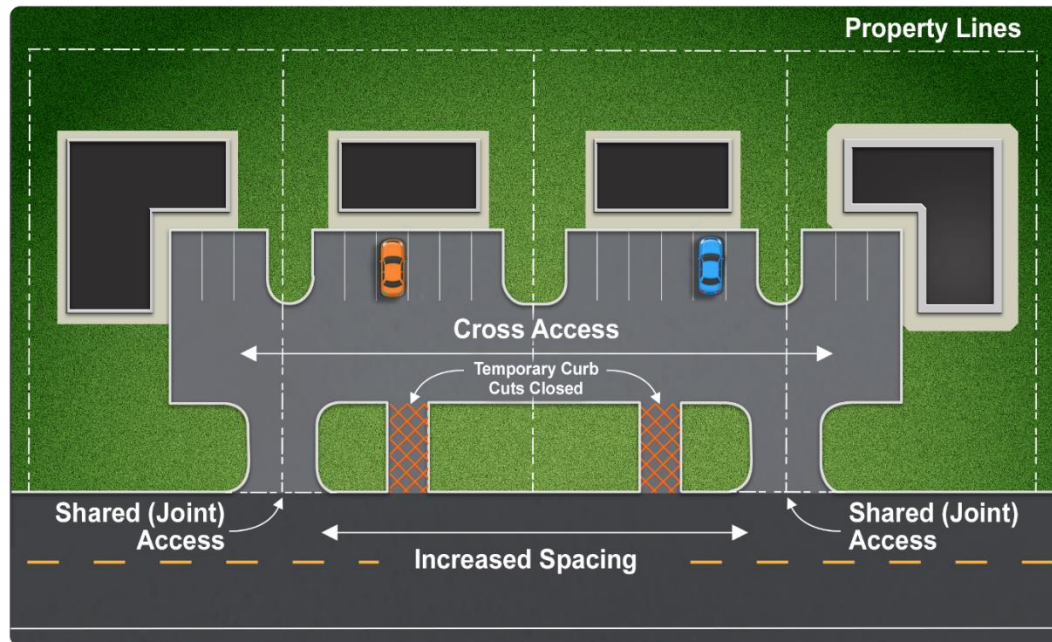 Property Lines
Cross Access
Temporary Curb
Cuts Closed
Shared (Joint)
Access
Increased Spacing
Shared (Joint)
Access